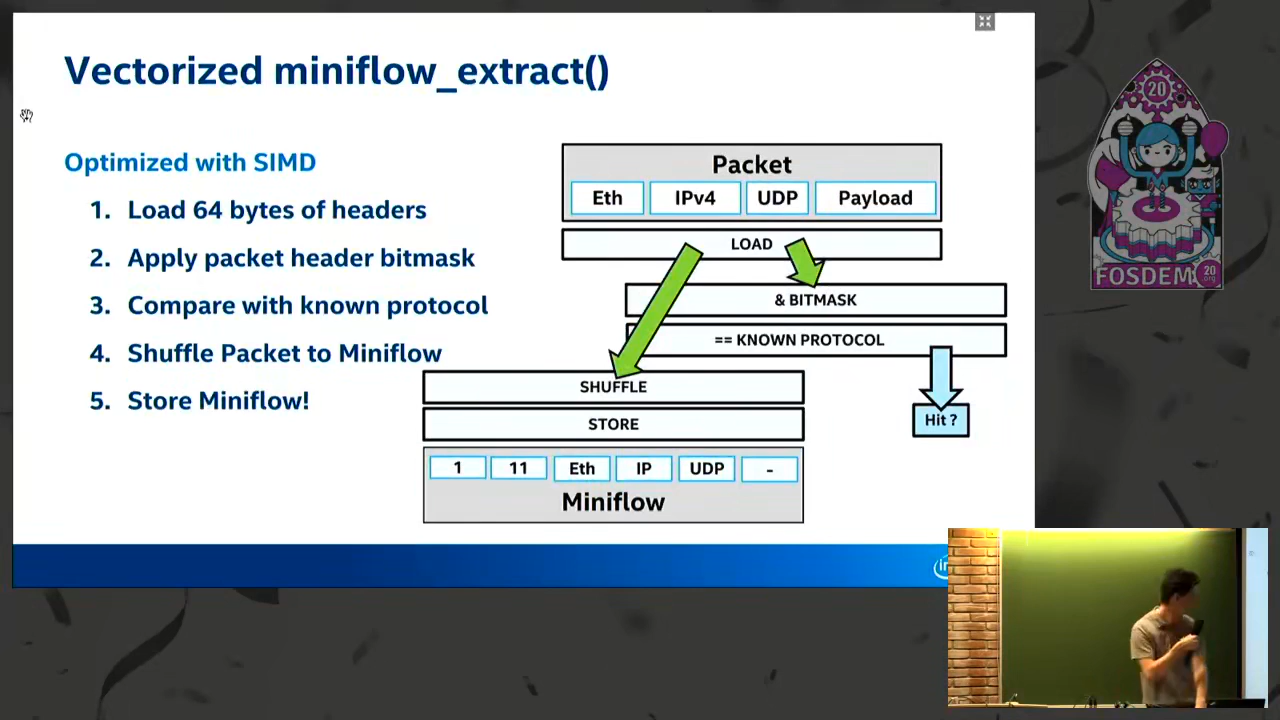 Vectorized miniflow_extract()
Optimized with SIMD
1. Load 64 bytes of headers
2. Apply packet header bitmask
3. Compare with known protocol
4. Shuffle Packet to Miniflow
5. Store Miniflow!
Packet
Eth IPv4 UDP Payload
LOAD
& BITMASK
== KNOWN PROTOCOL
Hit ?
SHUFFLE
STORE
1 11 Eth IP UDP -
Miniflow
20
FOSDEM 20
.org